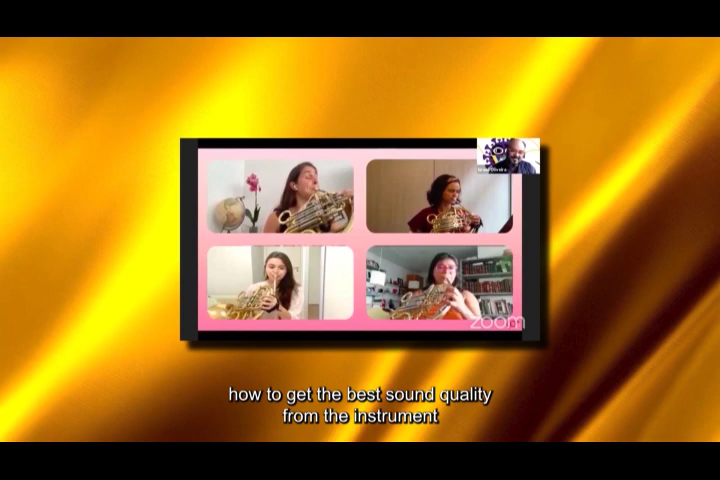 zoom
how to get the best sound quality
from the instrument